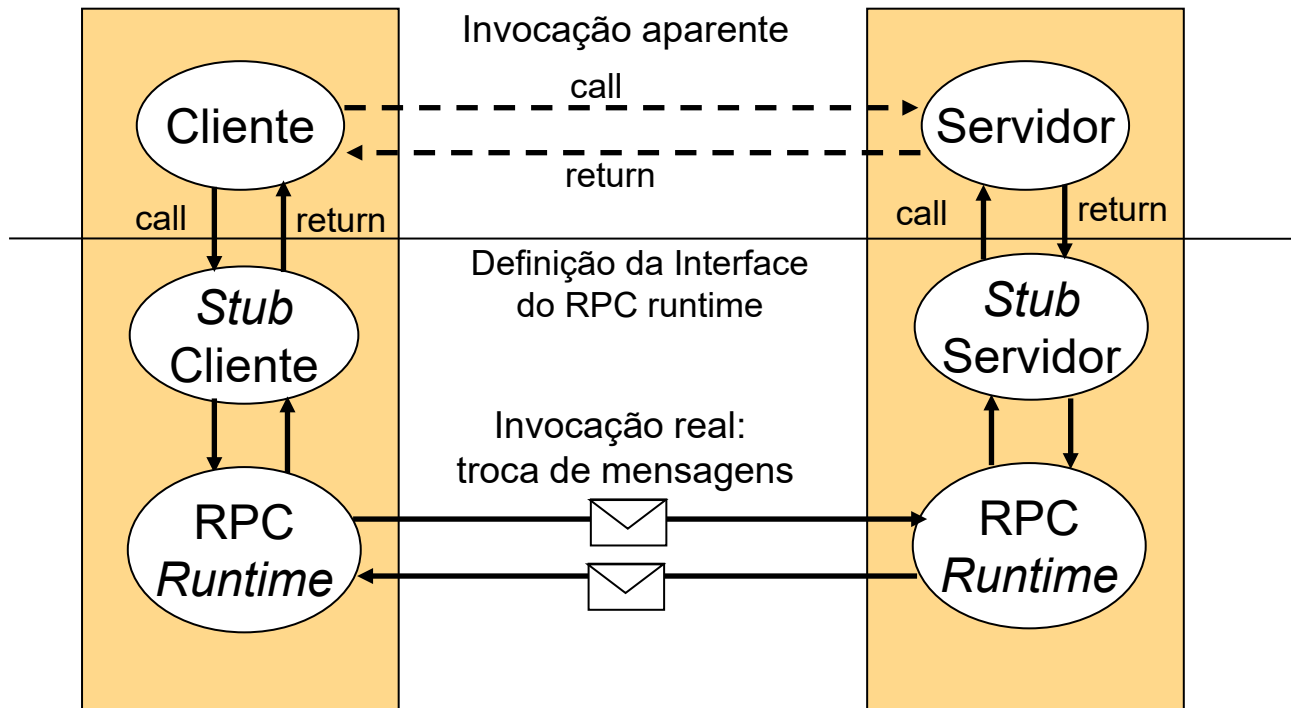 Invocação aparente
call
Cliente
Servidor
return
call
return
call
return
Definição da Interface
do RPC runtime
Stub
Cliente
Stub
Servidor
Invocação real:
troca de mensagens
RPC
Runtime
RPC
Runtime